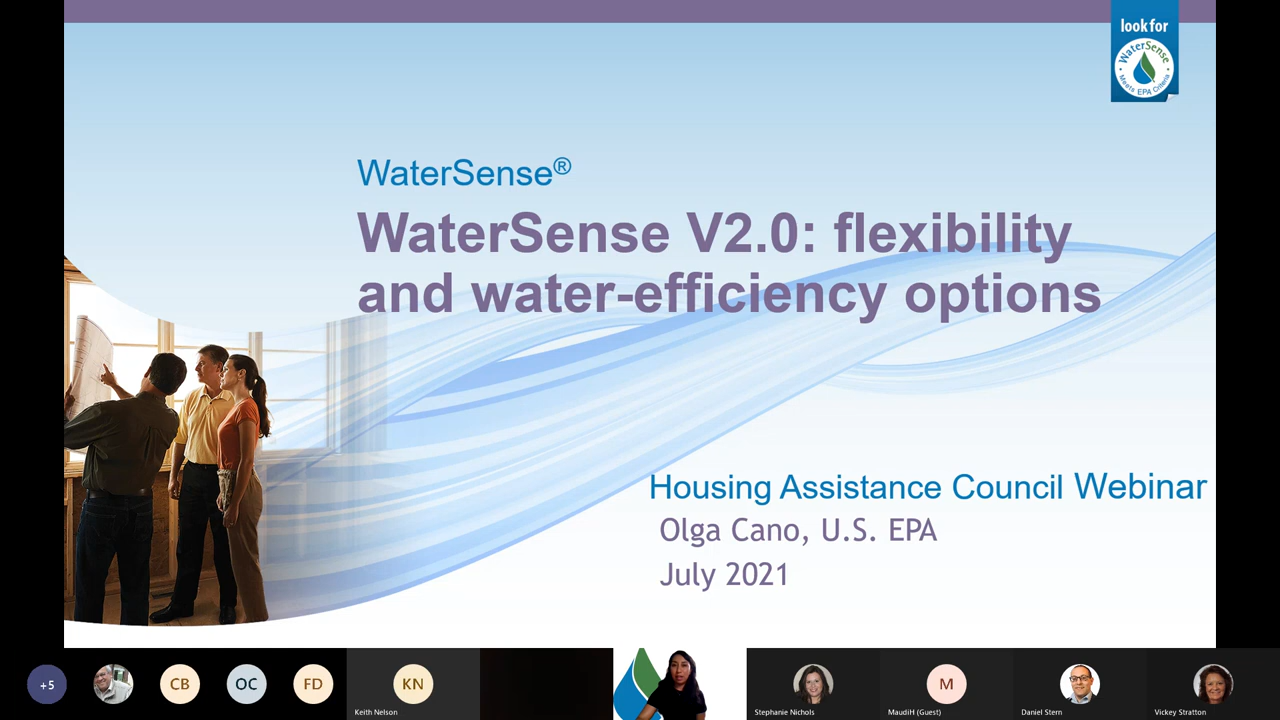 look for
WaterSense
Meets EPA Criteria
WaterSense®
WaterSense V2.0: flexibility
and water-efficiency options
Housing Assistance Council Webinar
Olga Cano, U.S. EPA
July 2021
+5
CB
OC
FD
KN
M
Keith Nelson
Stephanie Nichols
MaudiH (Guest)
Daniel Stern
Vickey Stratton